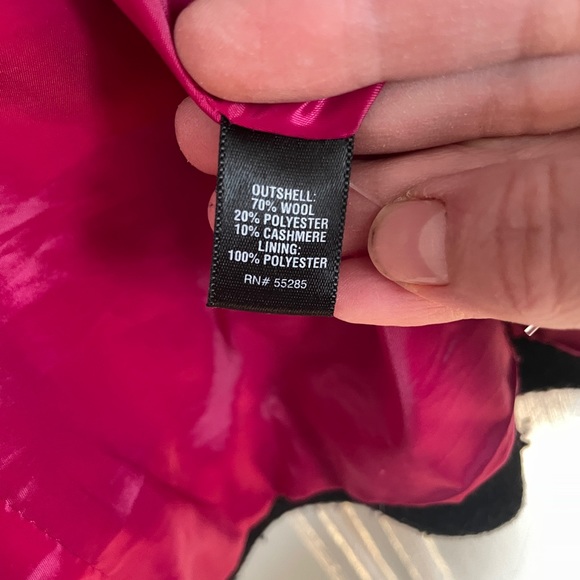 OUTSHELL:
70% WOOL
20% POLYESTER
10% CASHMERE
LINING:
100% POLYESTER
RN# 55285